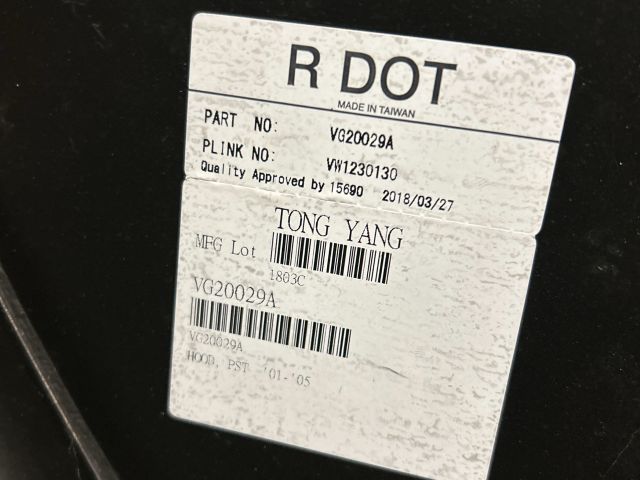 R DOT
MADE IN TAIWAN
PART NO: VG20029A
PLINK NO: VW1230130
Quality Approved by 15690 2018/03/27
TONG YANG
MFG Lot
1803C
VG20029A
VG20029A
HOOD, PST '01-'05